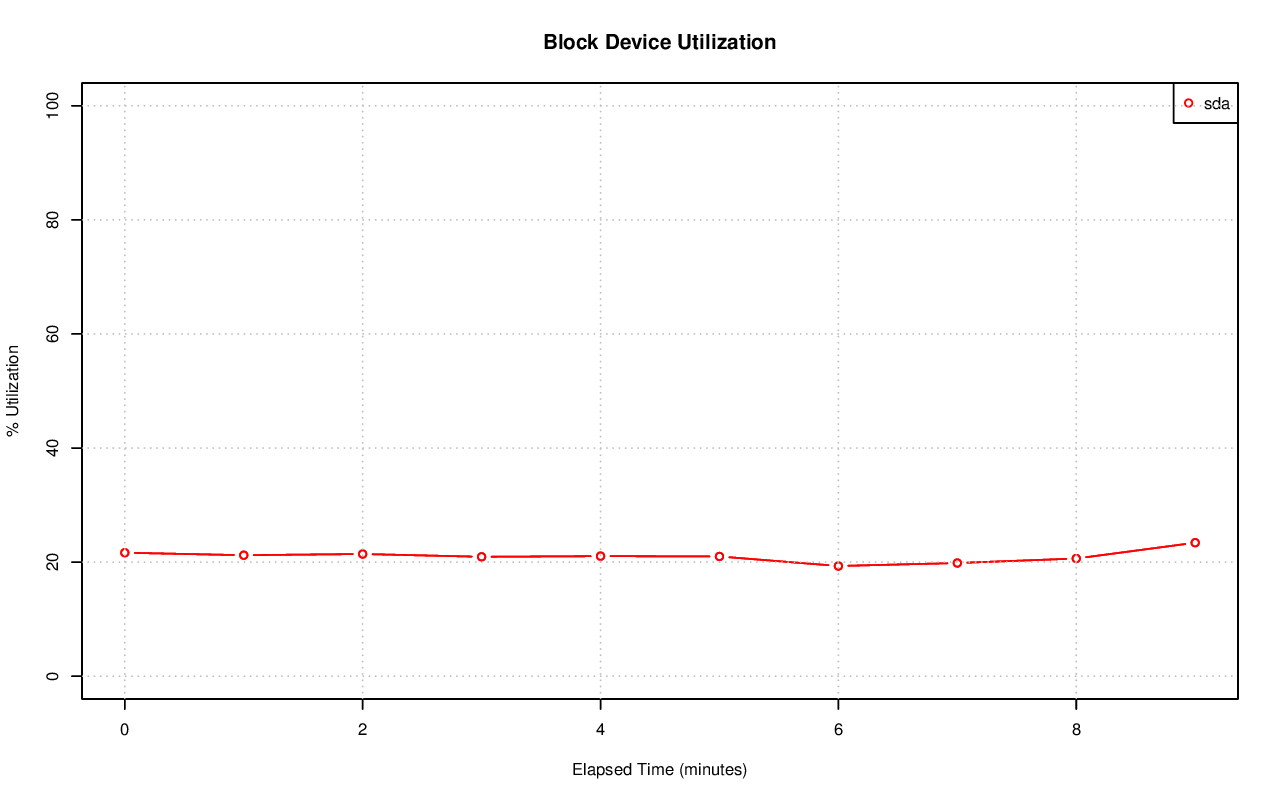 Block Device Utilization
sda
% Utilization
100
80
60
40
20
0
0 2 4 6 8
Elapsed Time (minutes)